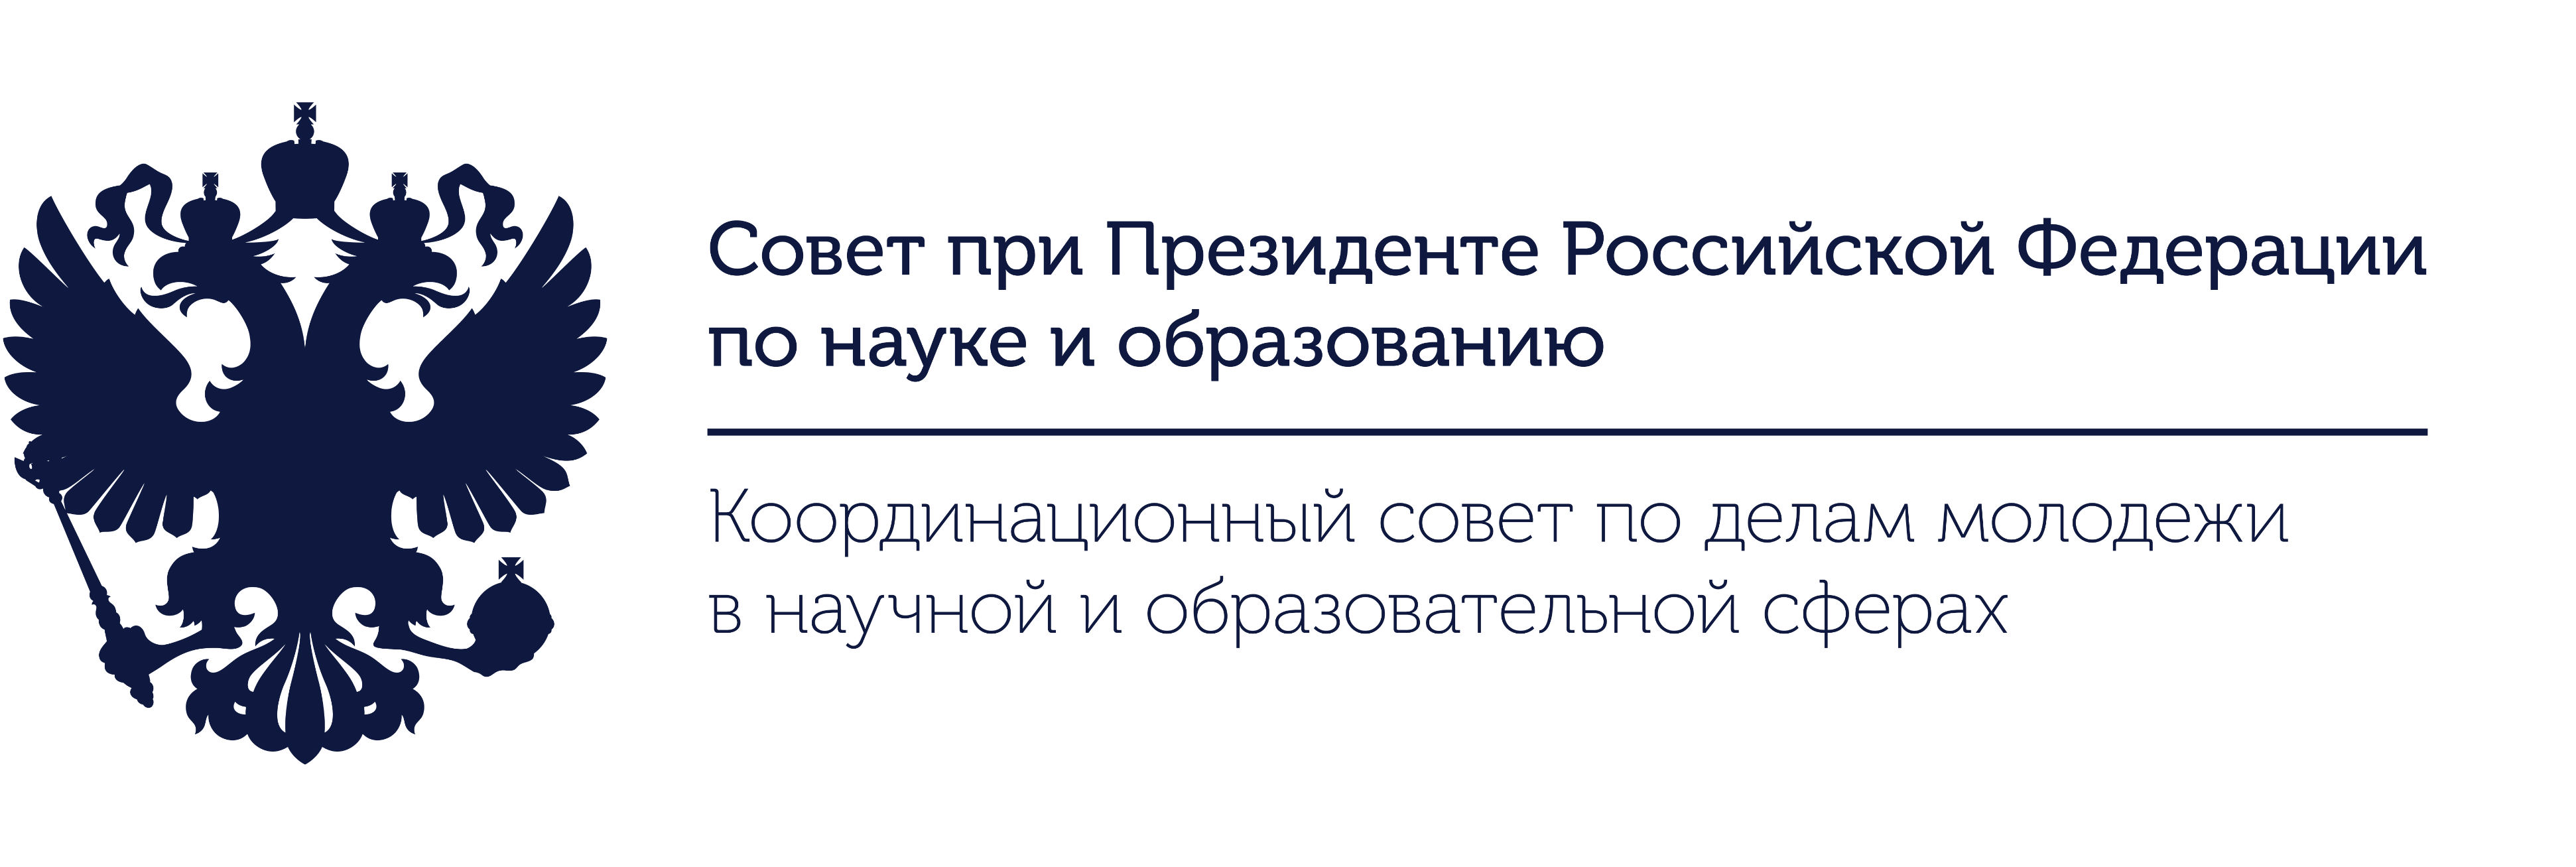 Совет при Президенте Российской Федерации
по науке и образованию
Координационный совет по делам молодежи
в научной и образовательной сферах